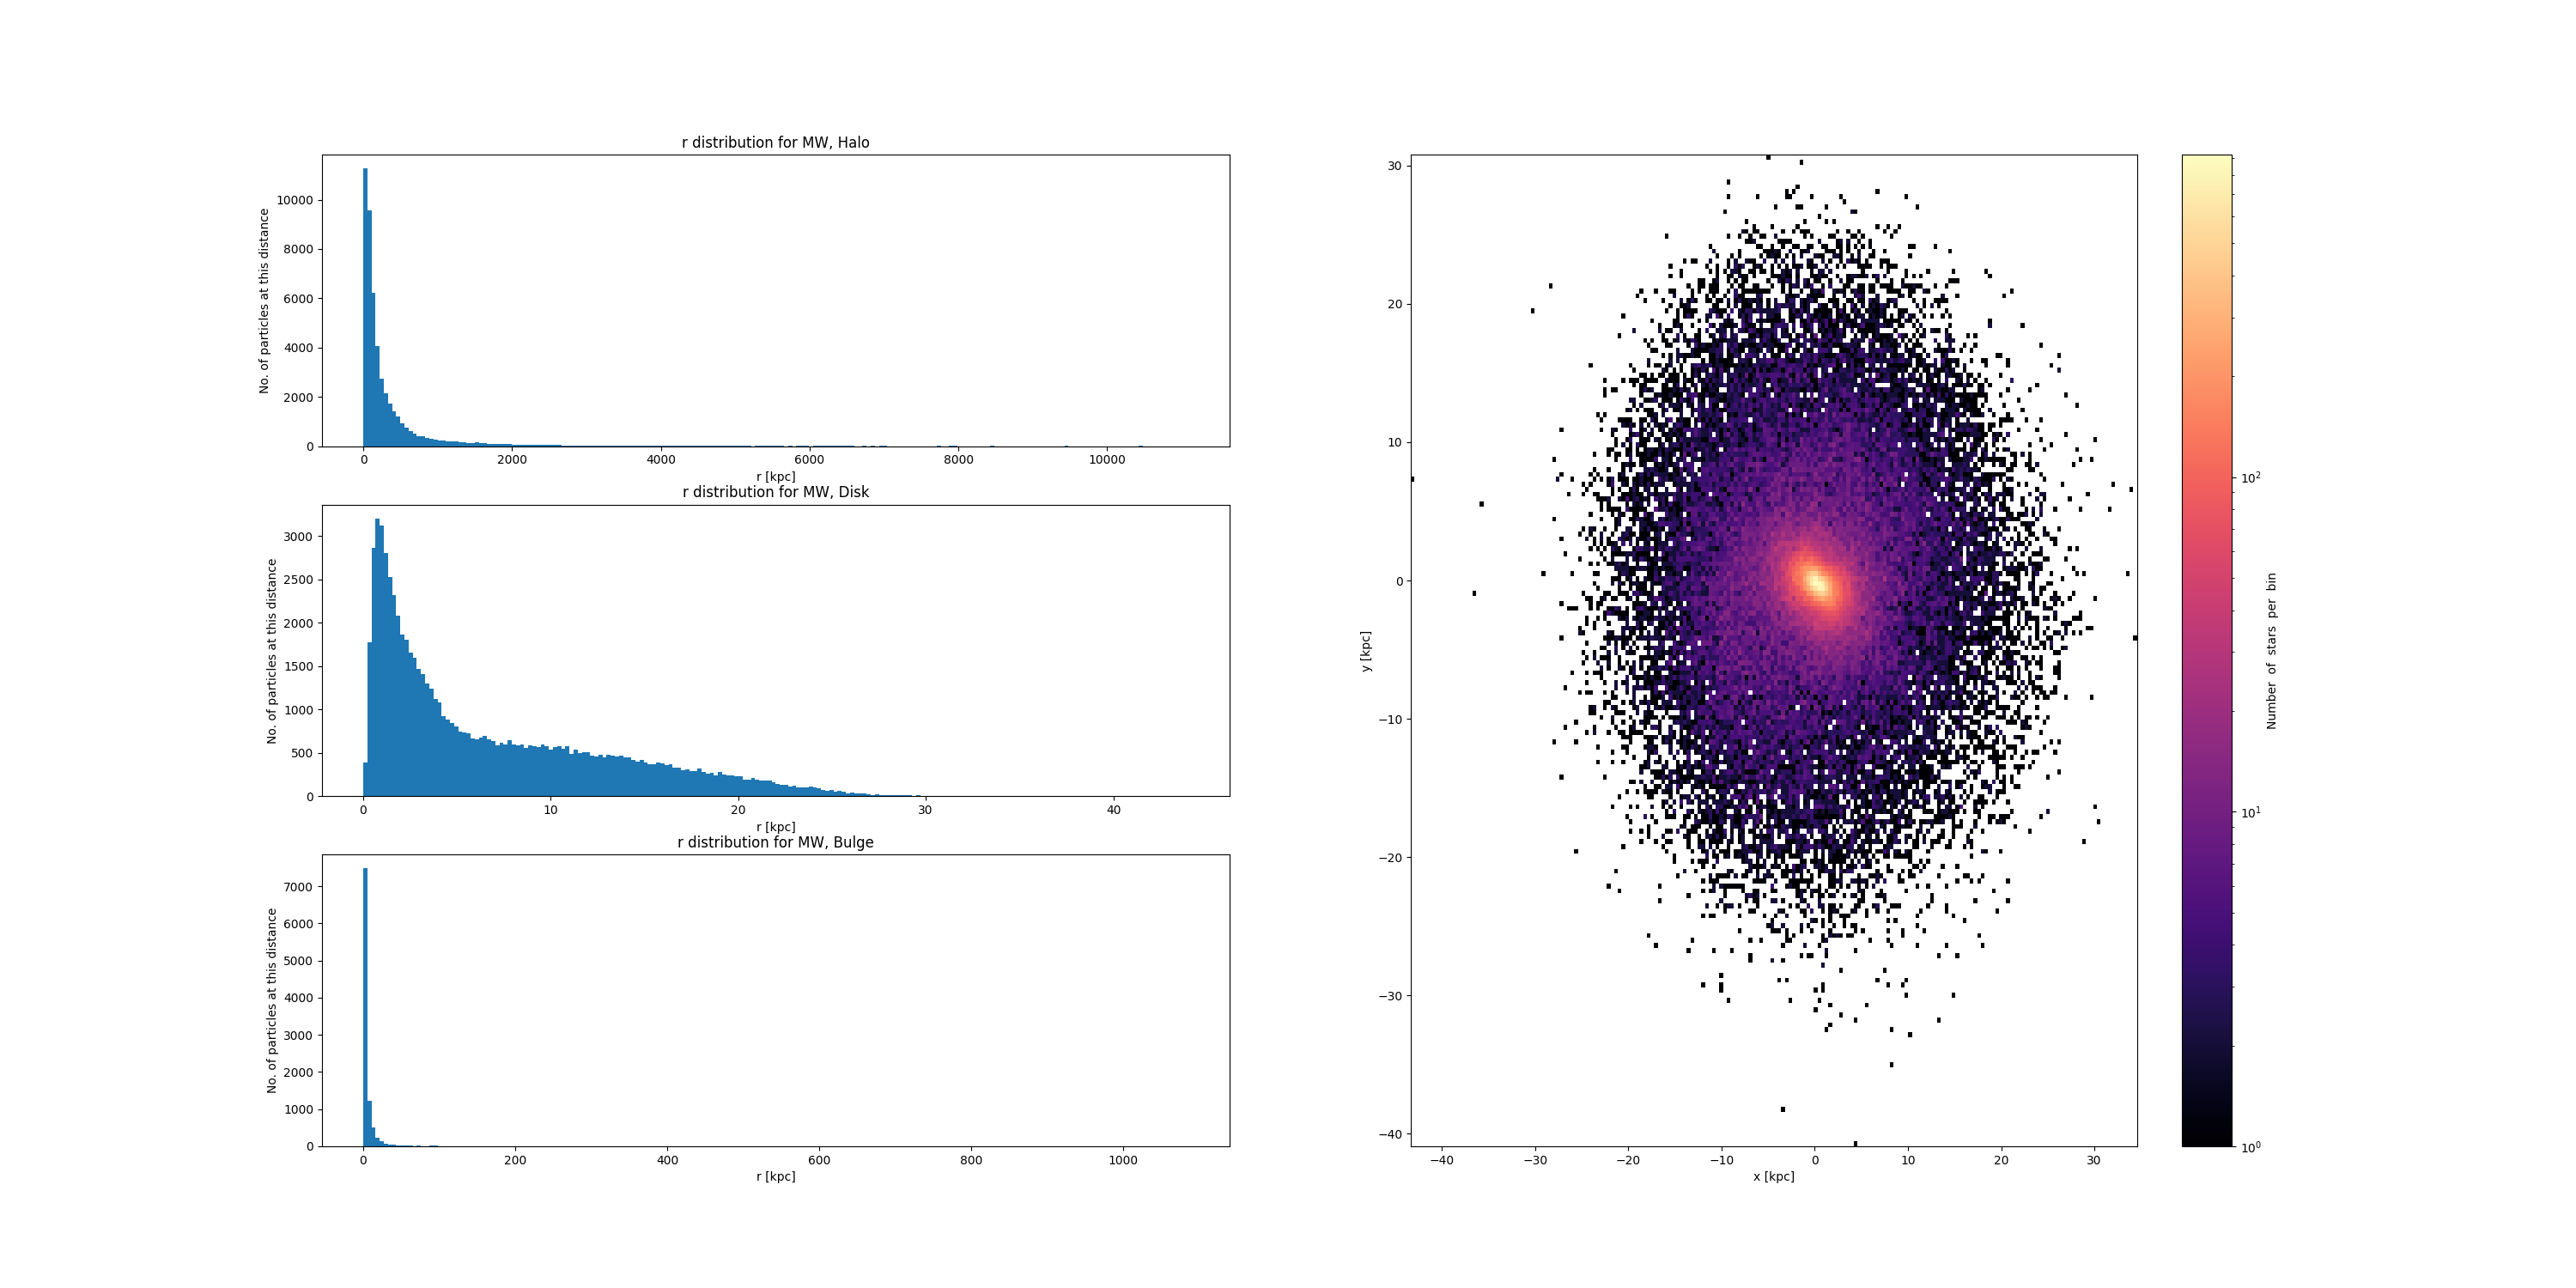 r distribution for MW, Halo
No. of particles at this distance
10000
8000
6000
4000
2000
0
0 2000 4000 6000 8000 10000
r [kpc]
r distribution for MW, Disk
No. of particles at this distance
3000
2500
2000
1500
1000
500
0
0 10 20 30 40
r [kpc]
r distribution for MW, Bulge
No. of particles at this distance
7000
6000
5000
4000
3000
2000
1000
0
0 200 400 600 800 1000
r [kpc]
y [kpc]
30
20
10
0
−10
−20
−30
−40
−40 −30 −20 −10 0 10 20 30
x [kpc]
10²
10¹
10⁰
Number of stars per bin